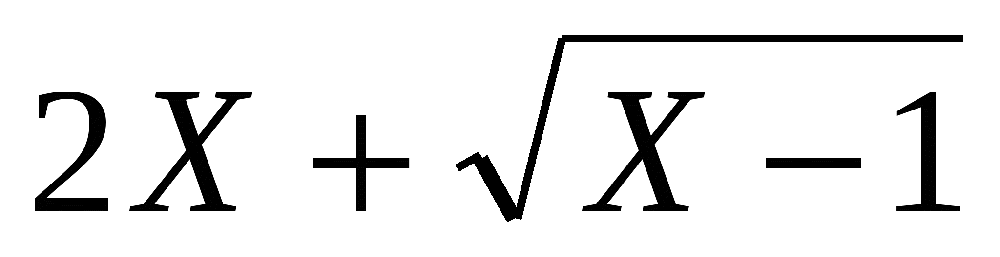 2X + √(X − 1)